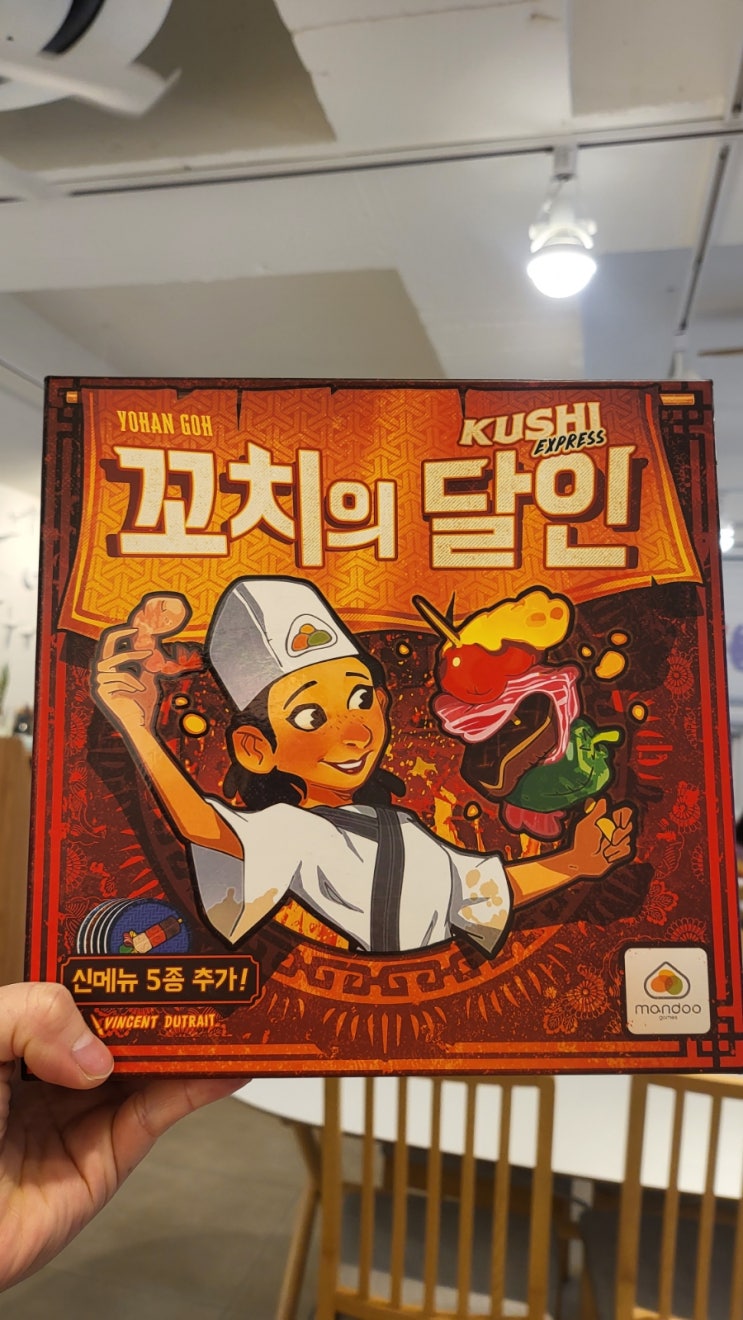 YOHAN GOH
KUSHI
EXPRESS
꼬치의 달인
신메뉴 5종 추가!
VINCENT DUTRAIT
mandoo
games